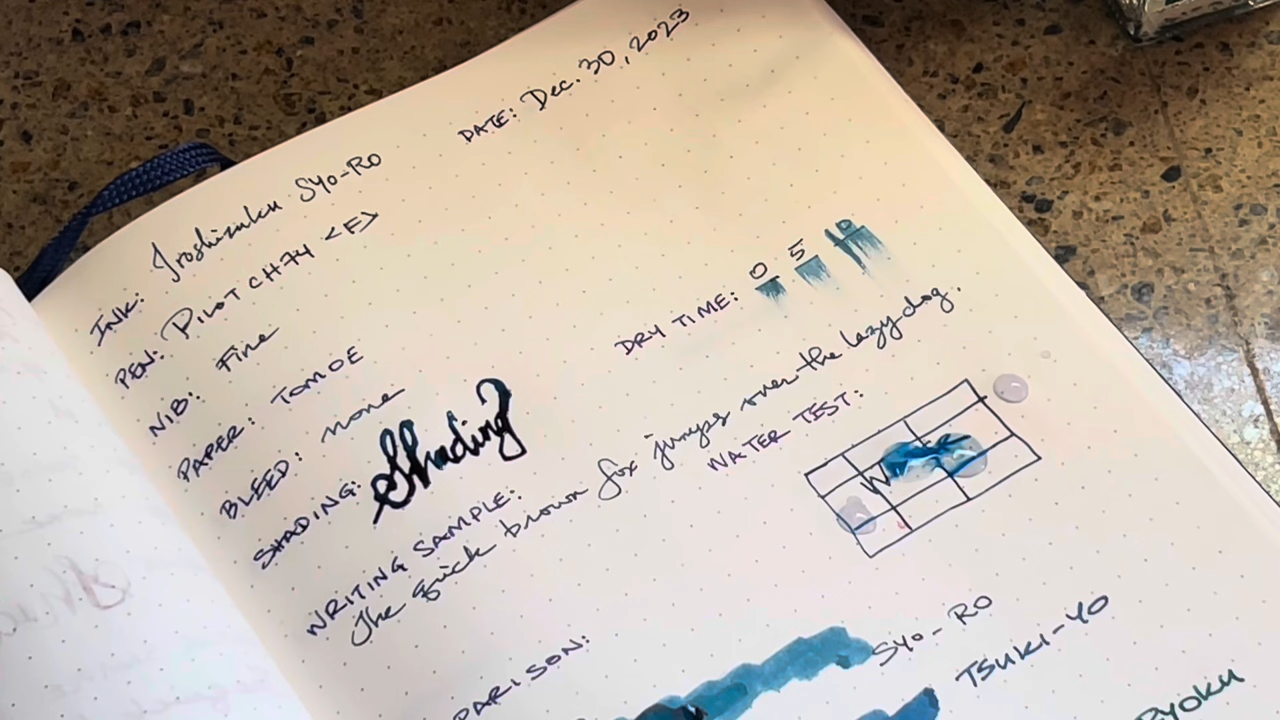 DATE: Dec. 30, 2023
INK: Iroshizuku SYO-RO
PEN: PILOT CH74 <F>
NIB: Fine
PAPER: TOMOE
BLEED: none
DRY TIME: 0 5 10
SHADING: Shading
WRITING SAMPLE:
The quick brown fox jumps over the lazy dog.
WATER TEST:
W
PARISON:
SYO-RO
TSUKI-YO
RYOKU